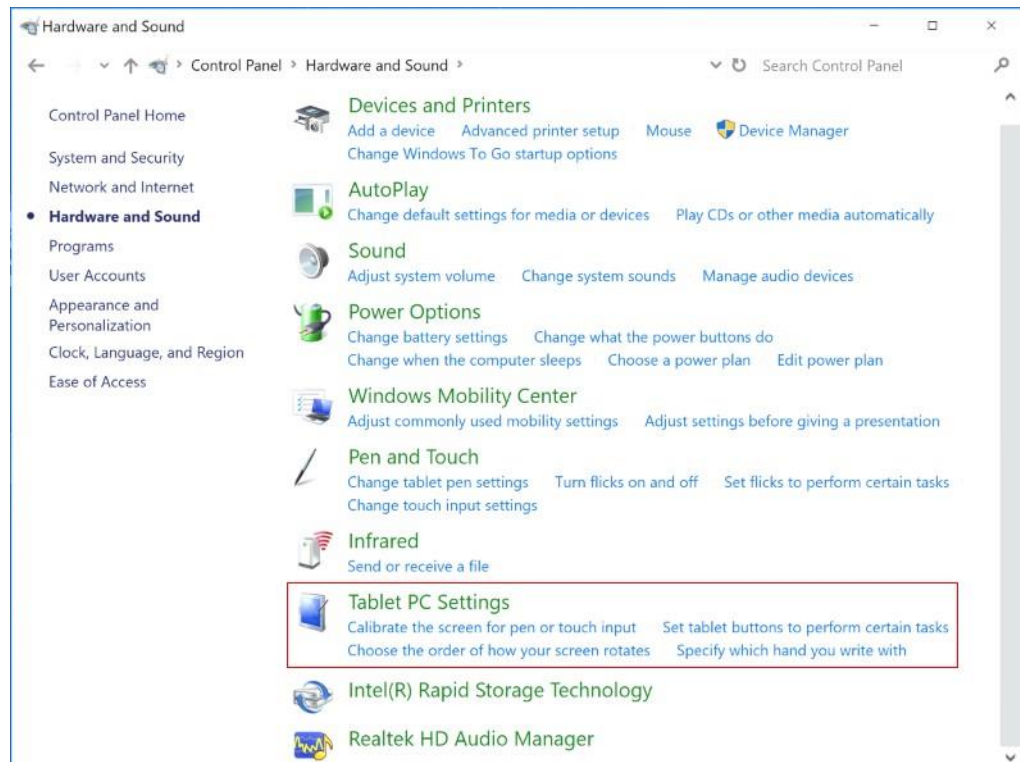 Hardware and Sound
Control Panel > Hardware and Sound >
Search Control Panel
Control Panel Home
System and Security
Network and Internet
Hardware and Sound
Programs
User Accounts
Appearance and
Personalization
Clock, Language, and Region
Ease of Access
Devices and Printers
Add a device Advanced printer setup Mouse Device Manager
Change Windows To Go startup options
AutoPlay
Change default settings for media or devices Play CDs or other media automatically
Sound
Adjust system volume Change system sounds Manage audio devices
Power Options
Change battery settings Change what the power buttons do
Change when the computer sleeps Choose a power plan Edit power plan
Windows Mobility Center
Adjust commonly used mobility settings Adjust settings before giving a presentation
Pen and Touch
Change tablet pen settings Turn flicks on and off Set flicks to perform certain tasks
Change touch input settings
Infrared
Send or receive a file
Tablet PC Settings
Calibrate the screen for pen or touch input Set tablet buttons to perform certain tasks
Choose the order of how your screen rotates Specify which hand you write with
Intel(R) Rapid Storage Technology
Realtek HD Audio Manager